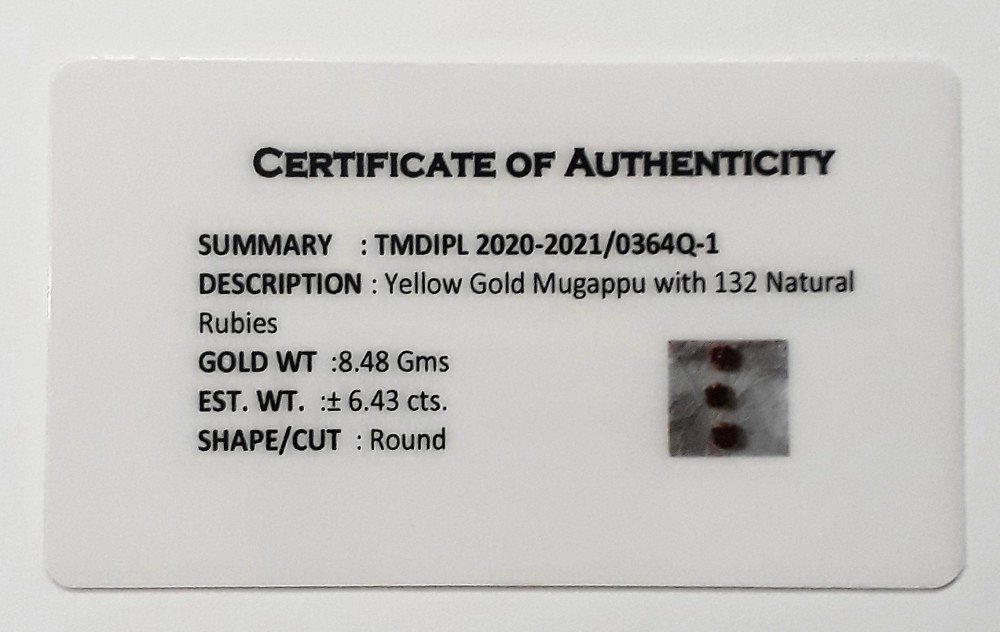 CERTIFICATE OF AUTHENTICITY
SUMMARY : TMDIPL 2020-2021/0364Q-1
DESCRIPTION : Yellow Gold Mugappu with 132 Natural
Rubies
GOLD WT :8.48 Gms
EST. WT. :± 6.43 cts.
SHAPE/CUT : Round